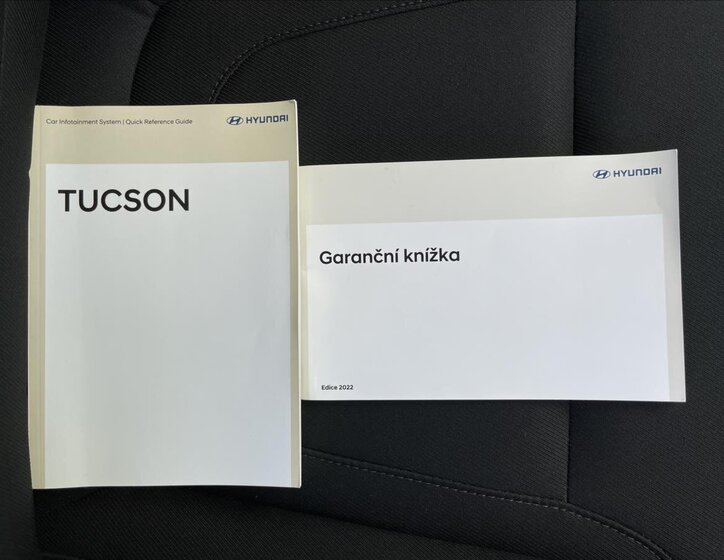 Car Infotainment System | Quick Reference Guide
HYUNDAI
TUCSON
HYUNDAI
Garanční knížka
Edice 2022